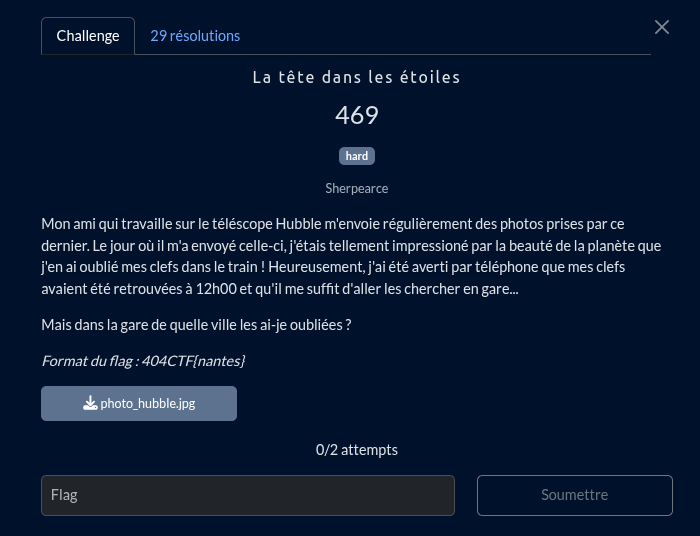 Challenge
29 résolutions
La tête dans les étoiles
469
hard
Sherpearce
Mon ami qui travaille sur le téléscope Hubble m'envoie régulièrement des photos prises par ce
dernier. Le jour où il m'a envoyé celle-ci, j'étais tellement impressioné par la beauté de la planète que
j'en ai oublié mes clefs dans le train ! Heureusement, j'ai été averti par téléphone que mes clefs
avaient été retrouvées à 12h00 et qu'il me suffit d'aller les chercher en gare...
Mais dans la gare de quelle ville les ai-je oubliées ?
Format du flag : 404CTF{nantes}
photo_hubble.jpg
0/2 attempts
Flag
Soumettre